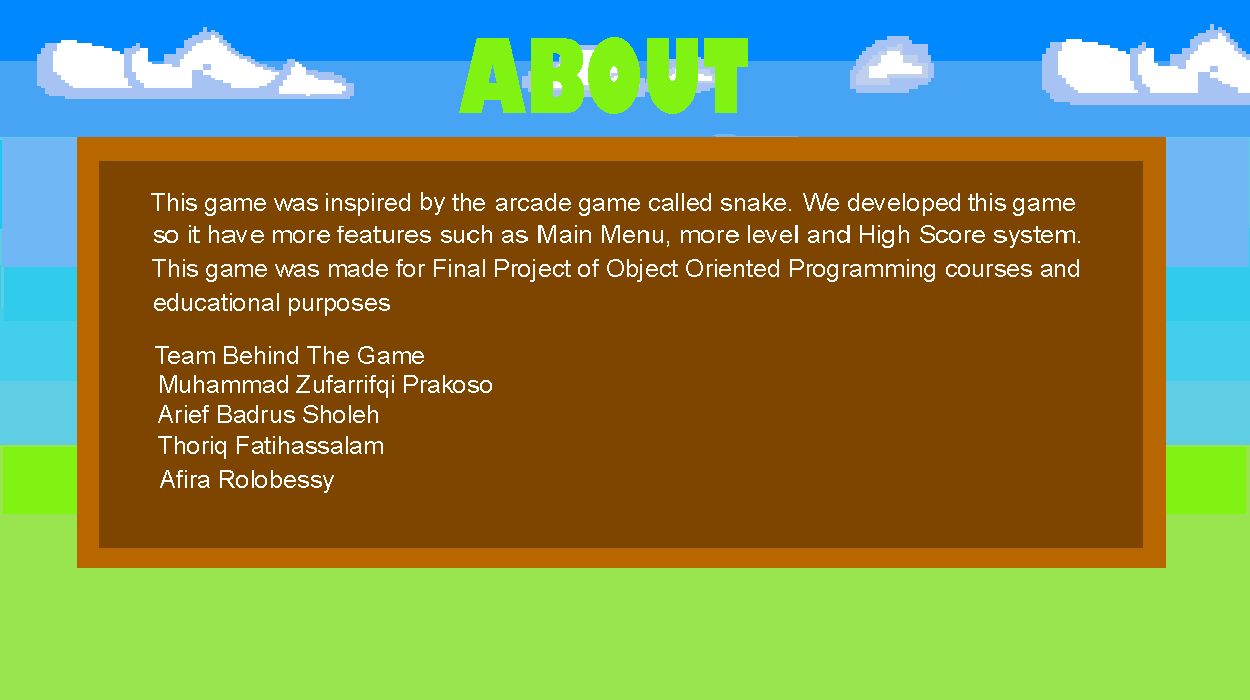 ABOUT
This game was inspired by the arcade game called snake. We developed this game
so it have more features such as Main Menu, more level and High Score system.
This game was made for Final Project of Object Oriented Programming courses and
educational purposes
Team Behind The Game
Muhammad Zufarrifqi Prakoso
Arief Badrus Sholeh
Thoriq Fatihassalam
Afira Rolobessy